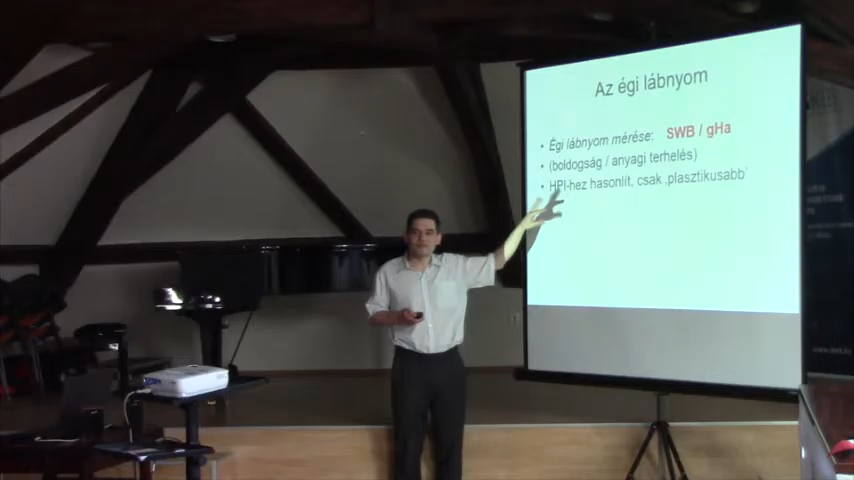 Az égi lábnyom
• Égi lábnyom mérése: SWB / gHa
• (boldogság / anyagi terhelés)
• HPI-hez hasonlít, csak ‚plasztikusabb’